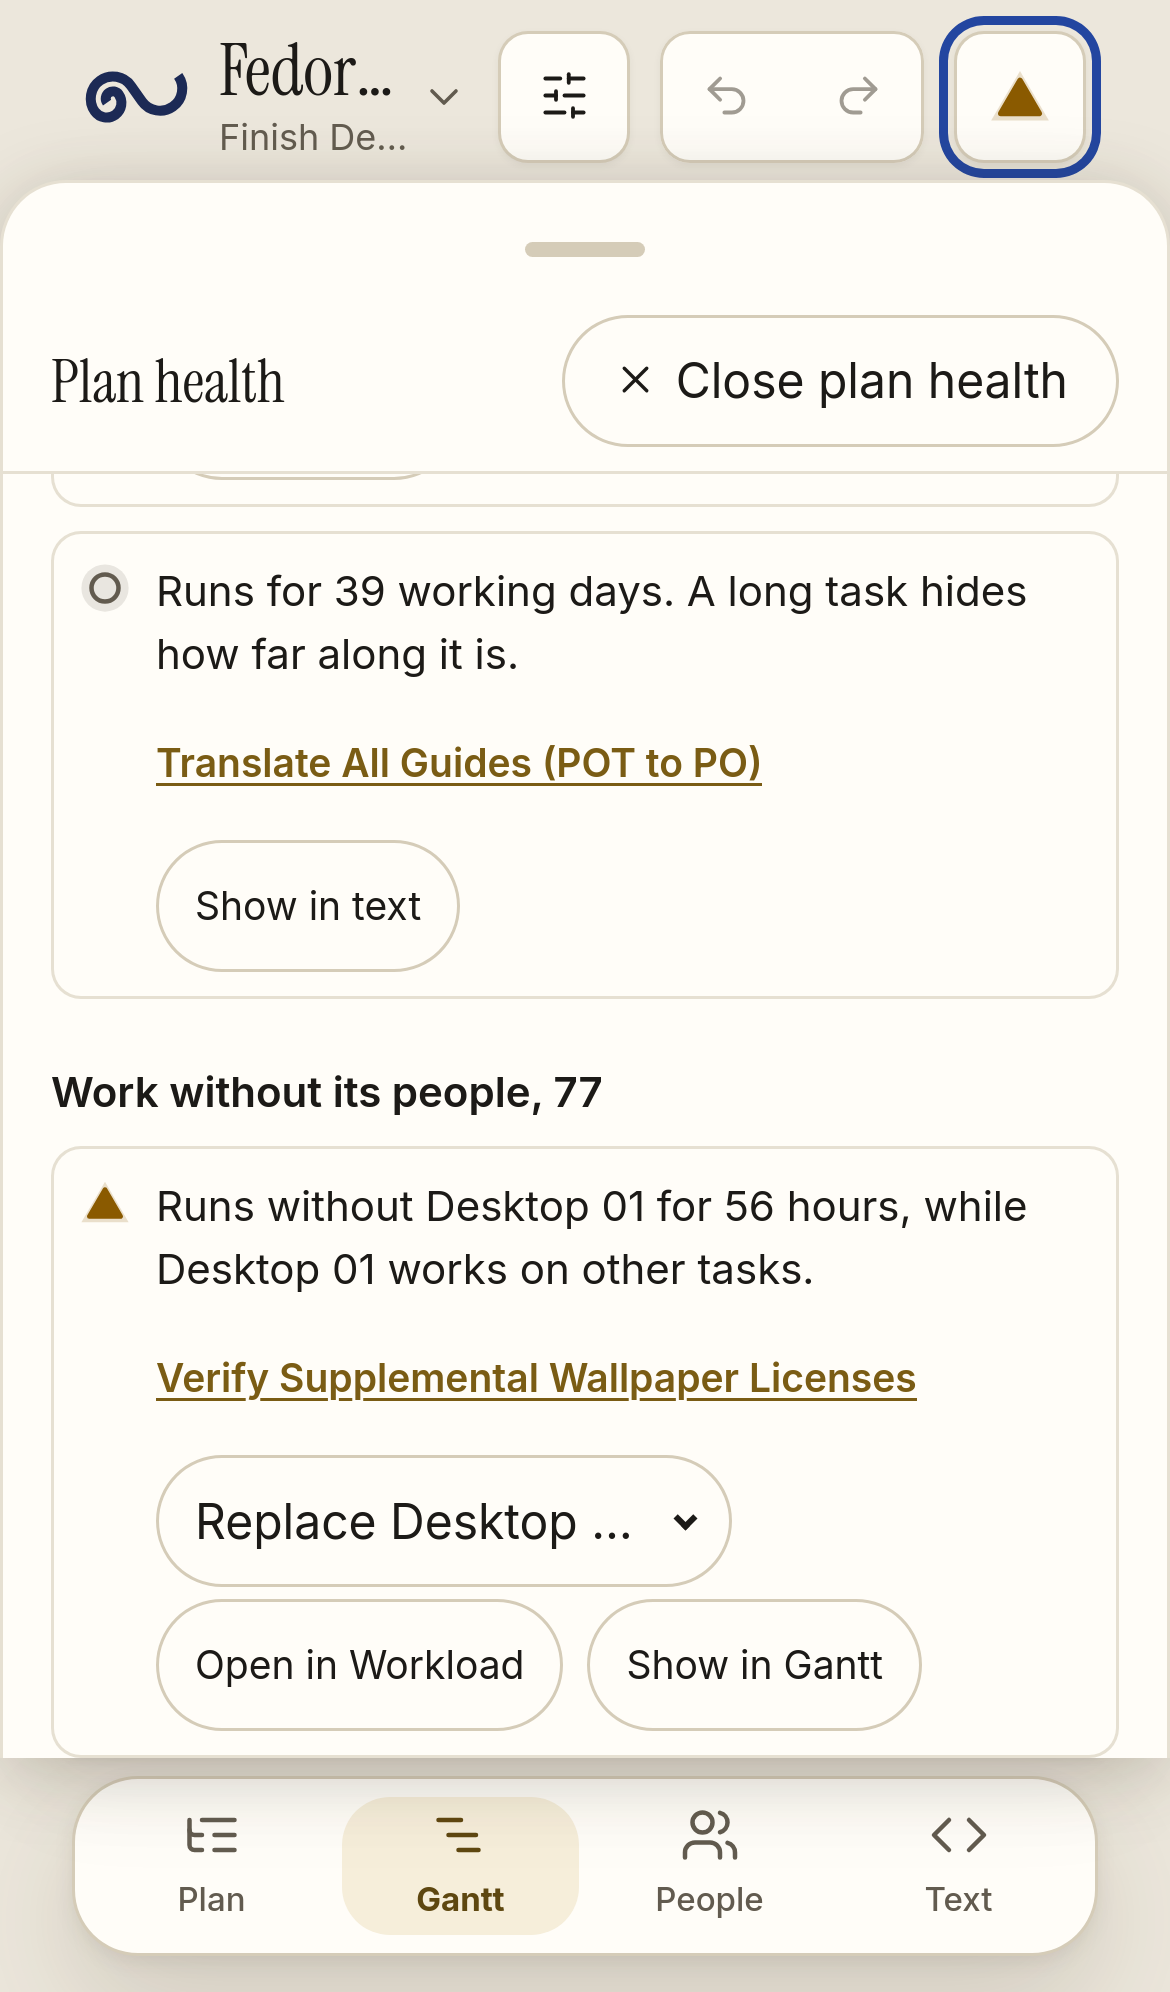 Fedor...
Finish De...
Plan health
Close plan health
Runs for 39 working days. A long task hides
how far along it is.
Translate All Guides (POT to PO)
Show in text
Work without its people, 77
Runs without Desktop 01 for 56 hours, while
Desktop 01 works on other tasks.
Verify Supplemental Wallpaper Licenses
Replace Desktop ...
Open in Workload
Show in Gantt
Plan
Gantt
People
Text